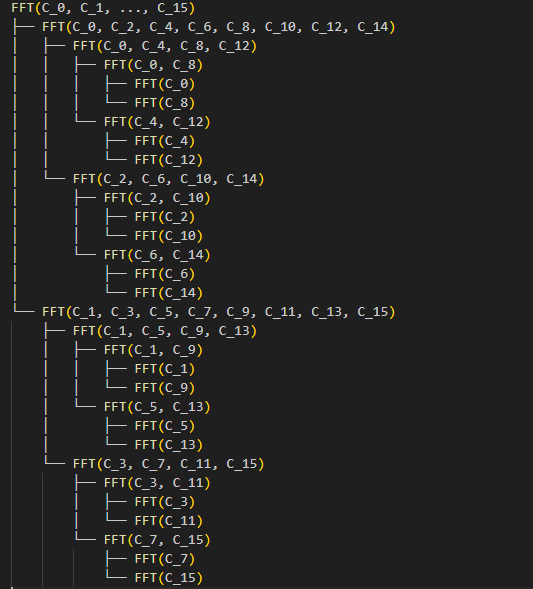 FFT(C_0, C_1, ..., C_15)
├── FFT(C_0, C_2, C_4, C_6, C_8, C_10, C_12, C_14)
│   ├── FFT(C_0, C_4, C_8, C_12)
│   │   ├── FFT(C_0, C_8)
│   │   │   ├── FFT(C_0)
│   │   │   └── FFT(C_8)
│   │   └── FFT(C_4, C_12)
│   │       ├── FFT(C_4)
│   │       └── FFT(C_12)
│   └── FFT(C_2, C_6, C_10, C_14)
│       ├── FFT(C_2, C_10)
│       │   ├── FFT(C_2)
│       │   └── FFT(C_10)
│       └── FFT(C_6, C_14)
│           ├── FFT(C_6)
│           └── FFT(C_14)
└── FFT(C_1, C_3, C_5, C_7, C_9, C_11, C_13, C_15)
    ├── FFT(C_1, C_5, C_9, C_13)
    │   ├── FFT(C_1, C_9)
    │   │   ├── FFT(C_1)
    │   │   └── FFT(C_9)
    │   └── FFT(C_5, C_13)
    │       ├── FFT(C_5)
    │       └── FFT(C_13)
    └── FFT(C_3, C_7, C_11, C_15)
        ├── FFT(C_3, C_11)
        │   ├── FFT(C_3)
        │   └── FFT(C_11)
        └── FFT(C_7, C_15)
            ├── FFT(C_7)
            └── FFT(C_15)